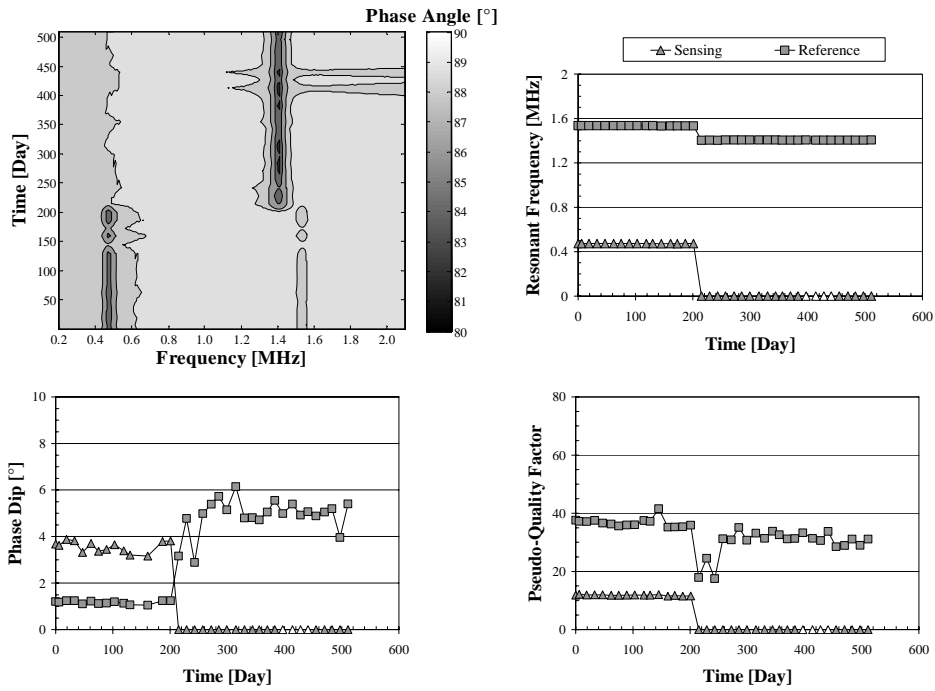 Phase Angle [°]
500
450
400
350
300
250
200
150
100
50
Time [Day]
0.2 0.4 0.6 0.8 1.0 1.2 1.4 1.6 1.8 2.0
Frequency [MHz]
90
89
88
87
86
85
84
83
82
81
80
Sensing Reference
2
1.6
1.2
0.8
0.4
0
Resonant Frequency [MHz]
0 100 200 300 400 500 600
Time [Day]
10
8
6
4
2
0
Phase Dip [°]
0 100 200 300 400 500 600
Time [Day]
80
60
40
20
0
Pseudo-Quality Factor
0 100 200 300 400 500 600
Time [Day]